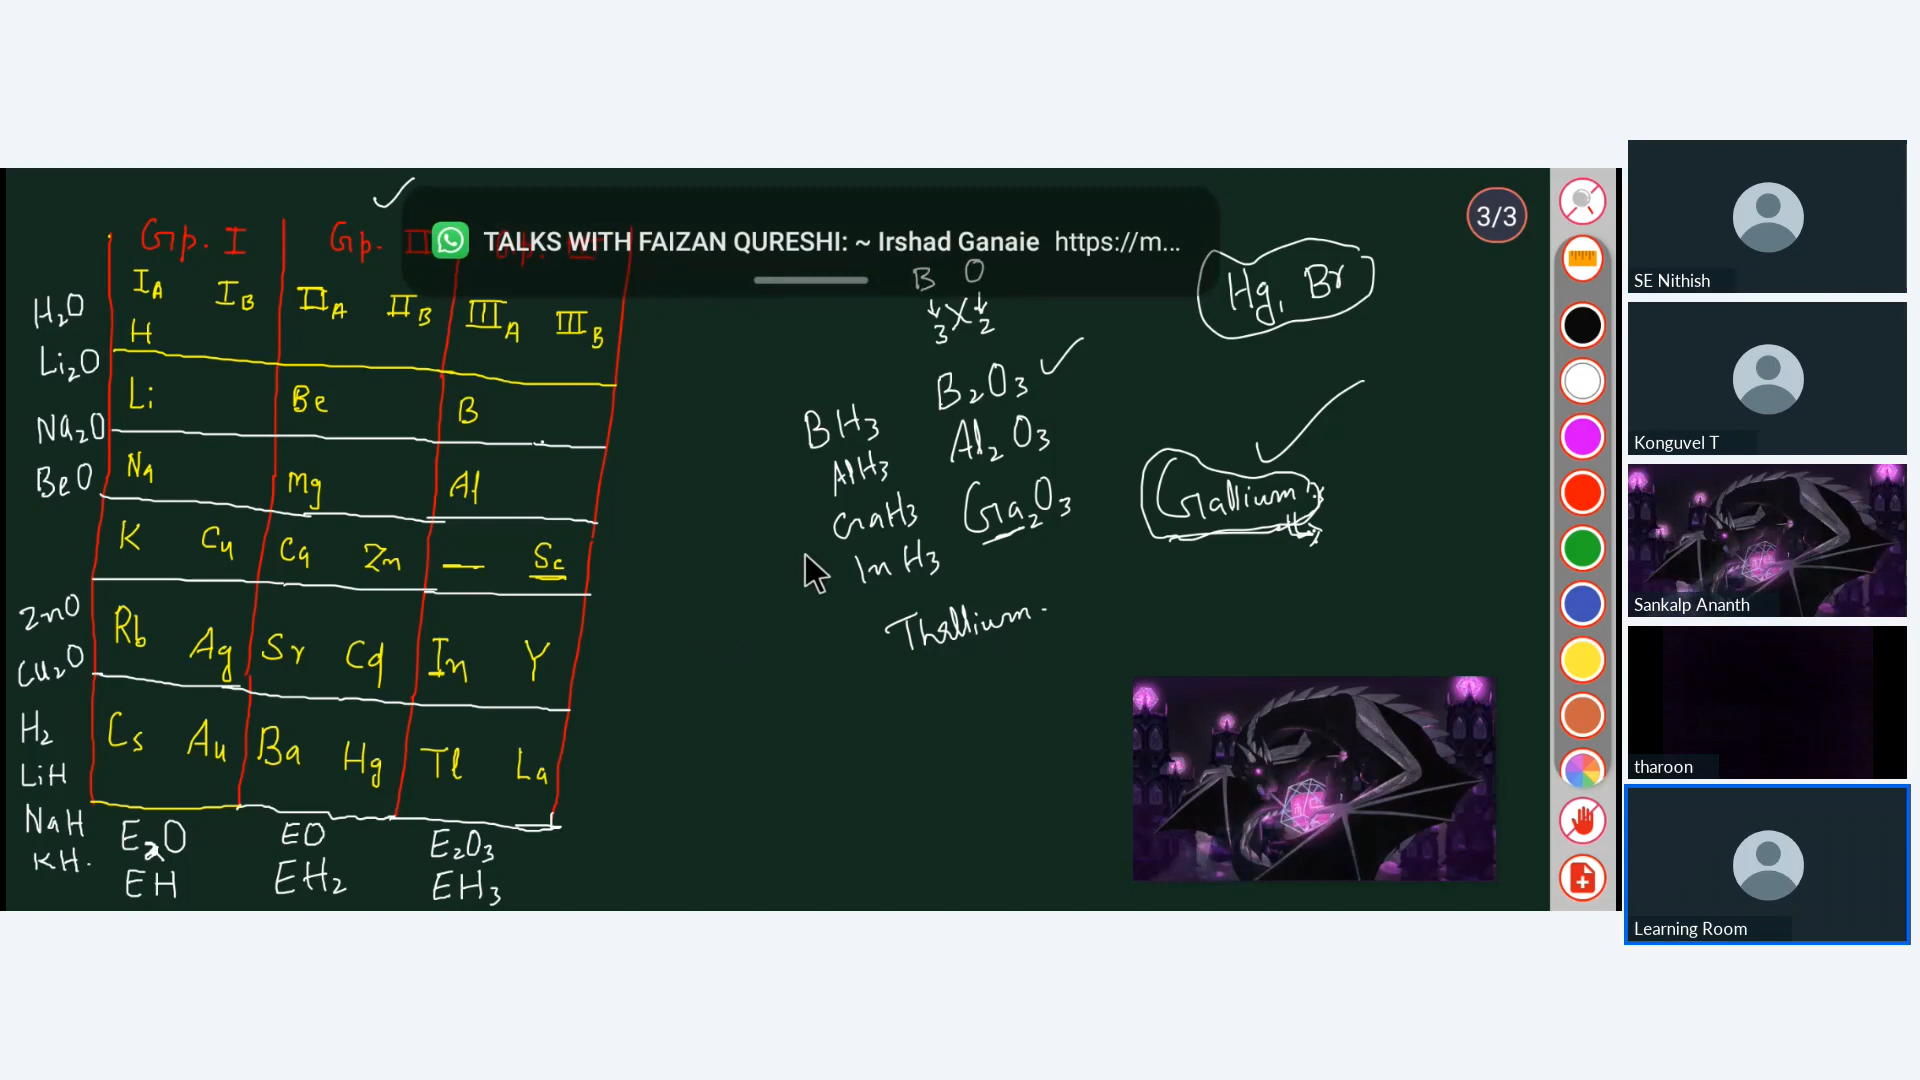 Gp. I Gp. II
TALKS WITH FAIZAN QURESHI: ~ Irshad Ganaie https://m...
3/3
IA IB IIA IIB IIIA IIIB
H
Li Be B
Na Mg Al
K Cu Ca Zn — Sc
Rb Ag Sr Cd In Y
Cs Au Ba Hg Tl La
E2O EO E2O3
EH EH2 EH3
H2O
Li2O
Na2O
BeO
ZnO
Cu2O
H2
LiH
NaH
KH.
B O
3 X 2
B2O3
Al2O3
Ga2O3
BH3
AlH3
GaH3
InH3
Thallium.
Hg, Br
Gallium
SE Nithish
Konguvel T
Sankalp Ananth
tharoon
Learning Room